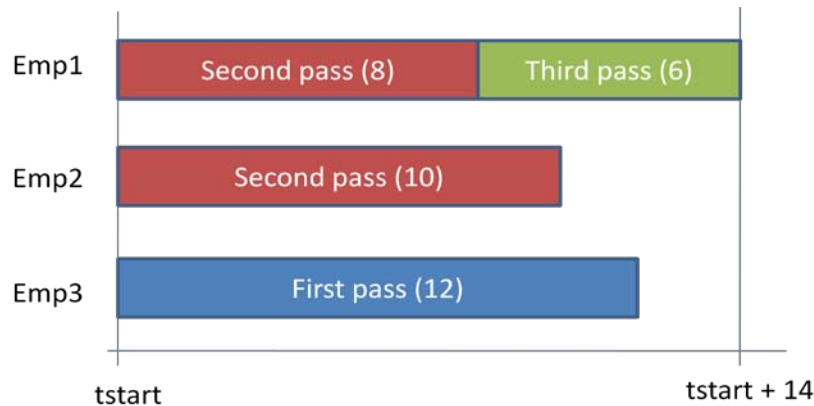 Emp1
Second pass (8)
Third pass (6)
Emp2
Second pass (10)
Emp3
First pass (12)
tstart
tstart + 14